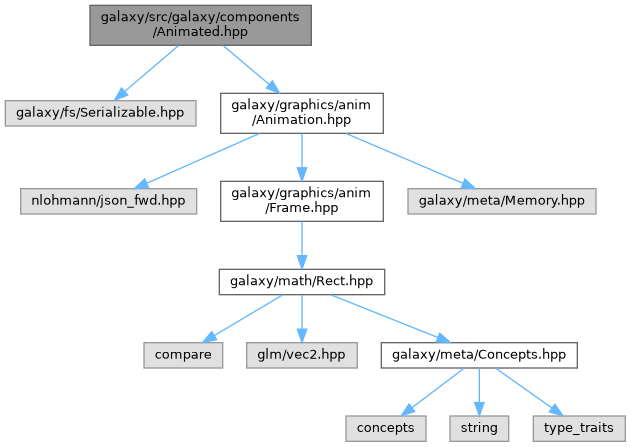 galaxy/src/galaxy/components
/Animated.hpp
galaxy/fs/Serializable.hpp
galaxy/graphics/anim
/Animation.hpp
nlohmann/json_fwd.hpp
galaxy/graphics/anim
/Frame.hpp
galaxy/meta/Memory.hpp
galaxy/math/Rect.hpp
compare
glm/vec2.hpp
galaxy/meta/Concepts.hpp
concepts
string
type_traits